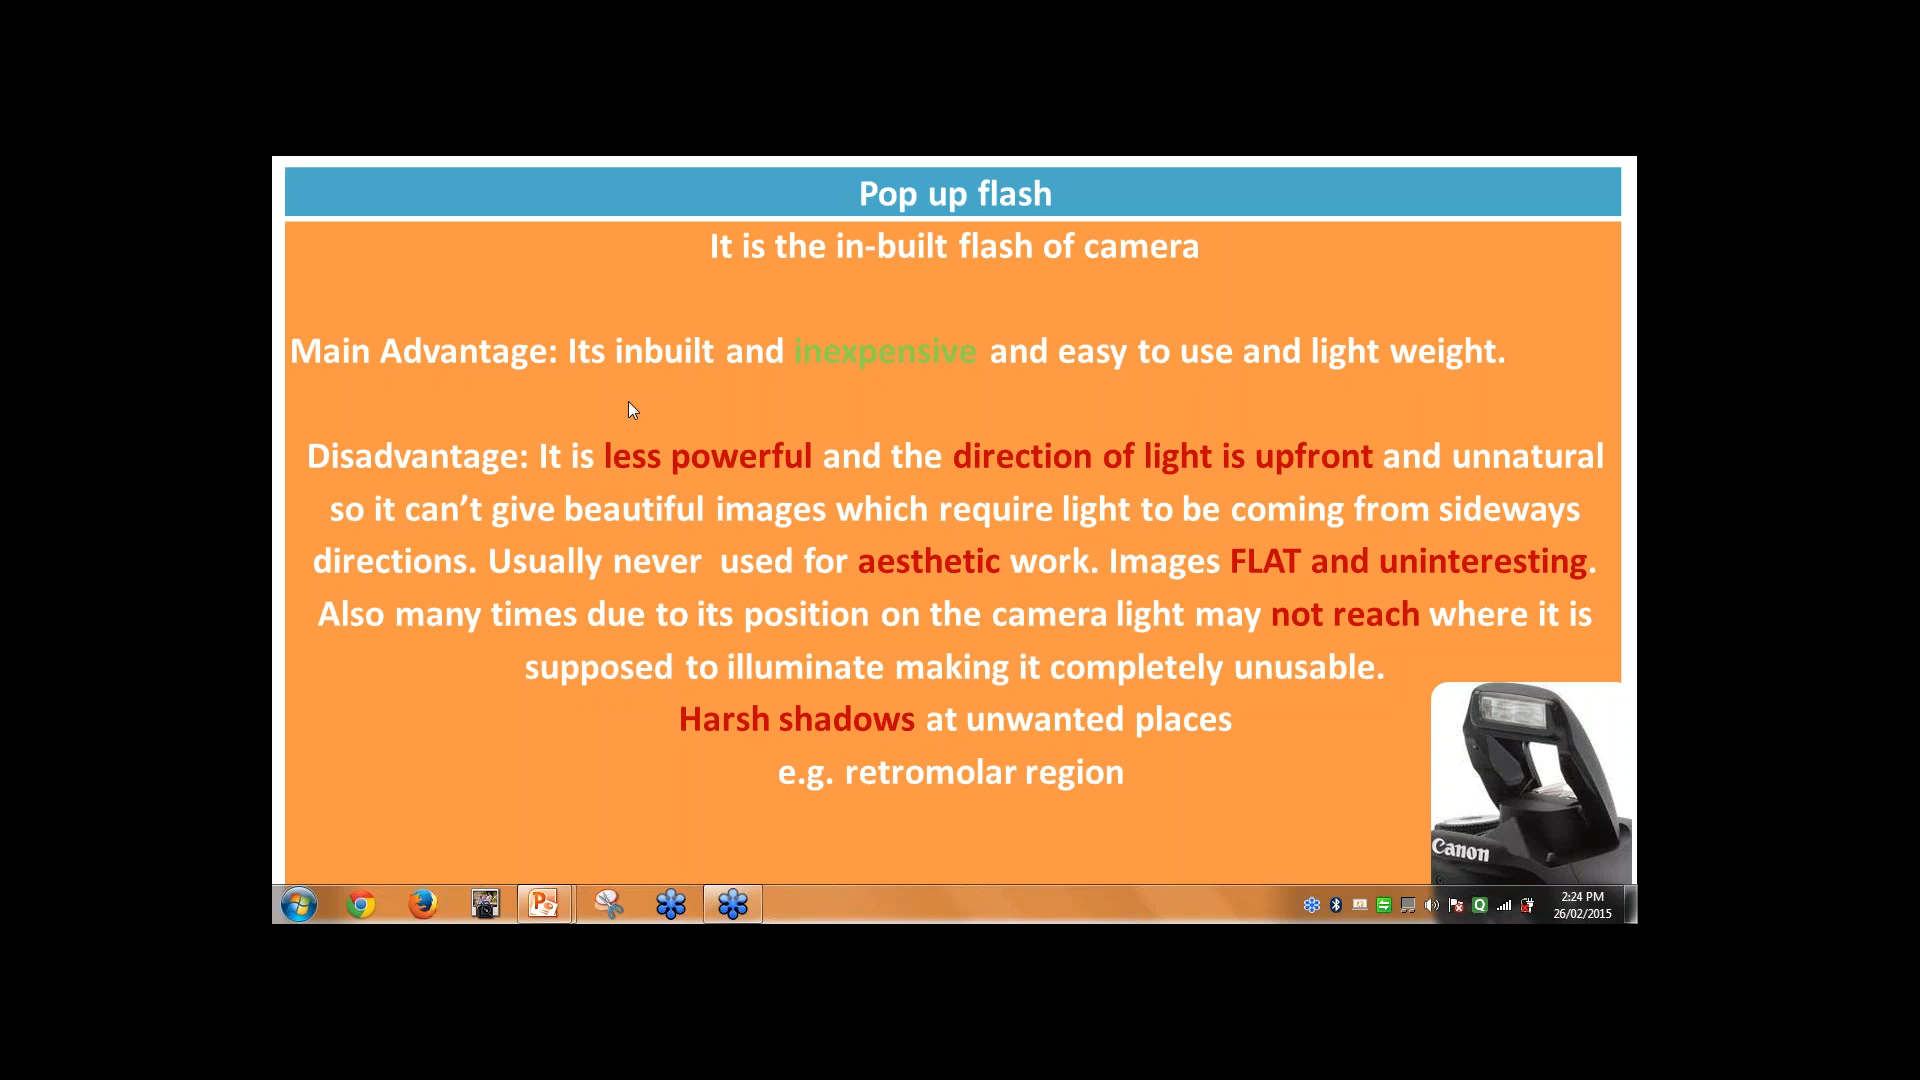 Pop up flash
It is the in-built flash of camera
Main Advantage: Its inbuilt and inexpensive and easy to use and light weight.
Disadvantage: It is less powerful and the direction of light is upfront and unnatural
so it can’t give beautiful images which require light to be coming from sideways
directions. Usually never used for aesthetic work. Images FLAT and uninteresting.
Also many times due to its position on the camera light may not reach where it is
supposed to illuminate making it completely unusable.
Harsh shadows at unwanted places
e.g. retromolar region
Canon
2:24 PM
26/02/2015